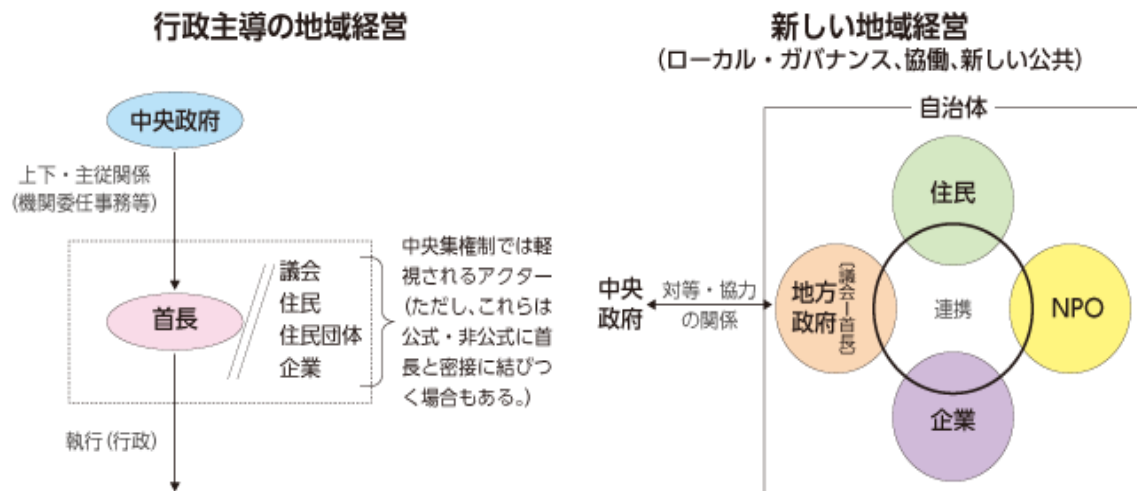 行政主導の地域経営
中央政府
上下・主従関係
(機関委任事務等)
首長
議会
住民
住民団体
企業
中央集権制では軽
視されるアクター
(ただし、これらは
公式・非公式に首
長と密接に結びつ
く場合もある。)
執行(行政)
新しい地域経営
(ローカル・ガバナンス、協働、新しい公共)
自治体
中央
政府
対等・協力
の関係
住民
地方
政府
〔議会ー首長〕
連携
NPO
企業